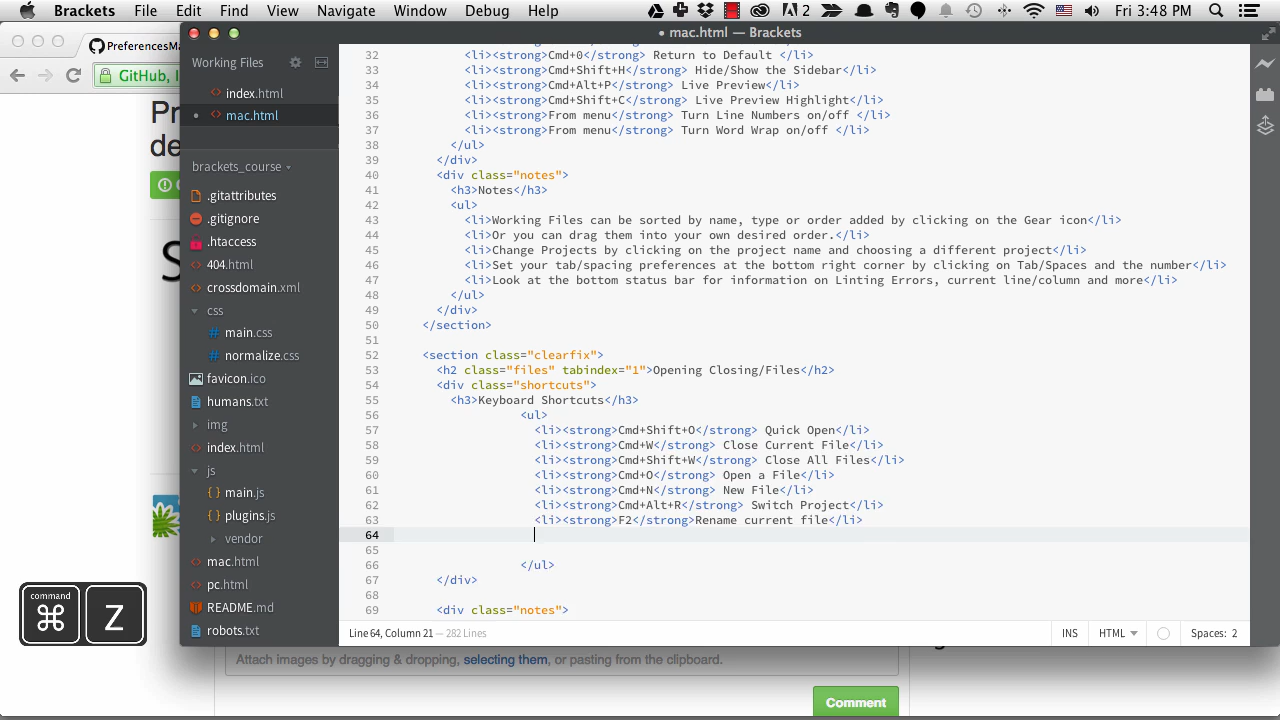 Brackets File Edit Find View Navigate Window Debug Help 2 Fri 3:48 PM
mac.html — Brackets
PreferencesMa
GitHub, I
Pr
de
S
Working Files
index.html
mac.html
brackets_course
.gitattributes
.gitignore
.htaccess
404.html
crossdomain.xml
css
main.css
normalize.css
favicon.ico
humans.txt
img
index.html
js
main.js
plugins.js
vendor
mac.html
pc.html
README.md
robots.txt
32 <li><strong>Cmd+0</strong> Return to Default </li>
33 <li><strong>Cmd+Shift+H</strong> Hide/Show the Sidebar</li>
34 <li><strong>Cmd+Alt+P</strong> Live Preview</li>
35 <li><strong>Cmd+Shift+C</strong> Live Preview Highlight</li>
36 <li><strong>From menu</strong> Turn Line Numbers on/off </li>
37 <li><strong>From menu</strong> Turn Word Wrap on/off </li>
38 </ul>
39 </div>
40 <div class="notes">
41 <h3>Notes</h3>
42 <ul>
43 <li>Working Files can be sorted by name, type or order added by clicking on the Gear icon</li>
44 <li>Or you can drag them into your own desired order.</li>
45 <li>Change Projects by clicking on the project name and choosing a different project</li>
46 <li>Set your tab/spacing preferences at the bottom right corner by clicking on Tab/Spaces and the number</li>
47 <li>Look at the bottom status bar for information on Linting Errors, current line/column and more</li>
48 </ul>
49 </div>
50 </section>
51
52 <section class="clearfix">
53 <h2 class="files" tabindex="1">Opening Closing/Files</h2>
54 <div class="shortcuts">
55 <h3>Keyboard Shortcuts</h3>
56 <ul>
57 <li><strong>Cmd+Shift+O</strong> Quick Open</li>
58 <li><strong>Cmd+W</strong> Close Current File</li>
59 <li><strong>Cmd+Shift+W</strong> Close All Files</li>
60 <li><strong>Cmd+O</strong> Open a File</li>
61 <li><strong>Cmd+N</strong> New File</li>
62 <li><strong>Cmd+Alt+R</strong> Switch Project</li>
63 <li><strong>F2</strong>Rename current file</li>
64
65
66 </ul>
67 </div>
68
69 <div class="notes">
Line 64, Column 21 — 282 Lines INS HTML Spaces: 2
command
⌘ Z
Attach images by dragging & dropping, selecting them, or pasting from the clipboard.
Comment